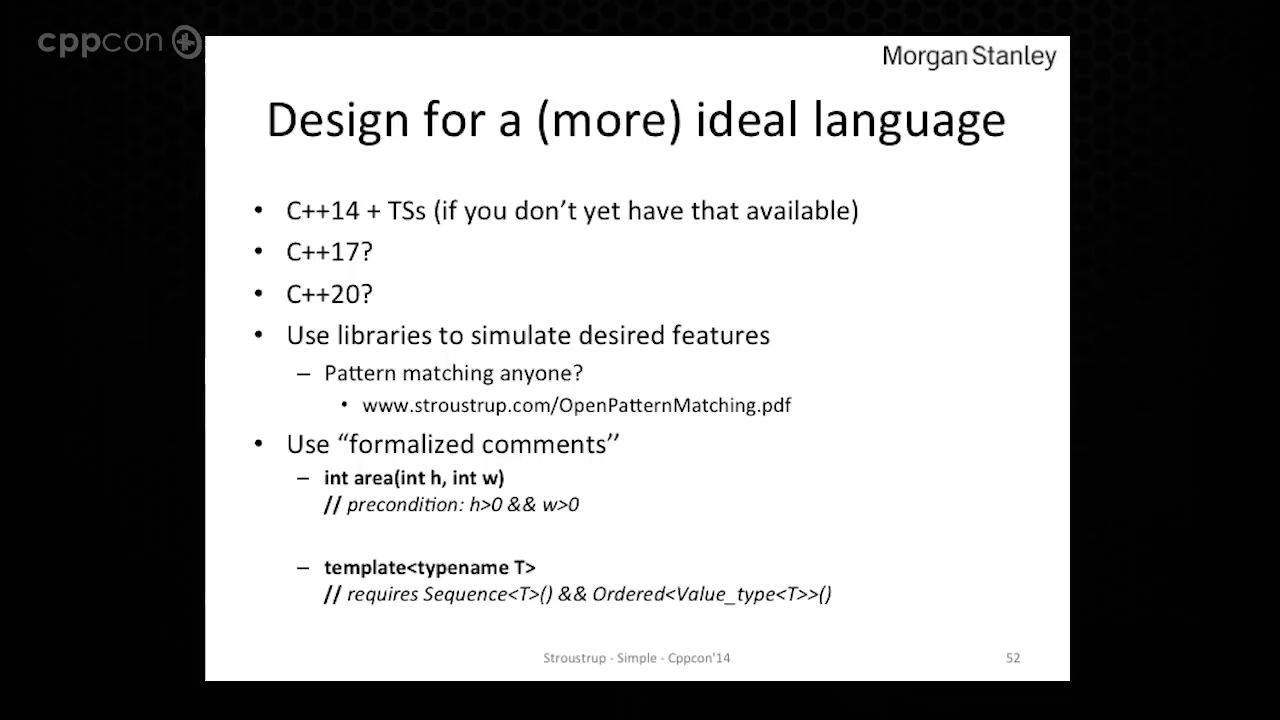 cppcon
Morgan Stanley
Design for a (more) ideal language
• C++14 + TSs (if you don’t yet have that available)
• C++17?
• C++20?
• Use libraries to simulate desired features
– Pattern matching anyone?
• www.stroustrup.com/OpenPatternMatching.pdf
• Use “formalized comments’’
– int area(int h, int w)
// precondition: h>0 && w>0
– template<typename T>
// requires Sequence<T>() && Ordered<Value_type<T>>()
Stroustrup - Simple - Cppcon'14
52